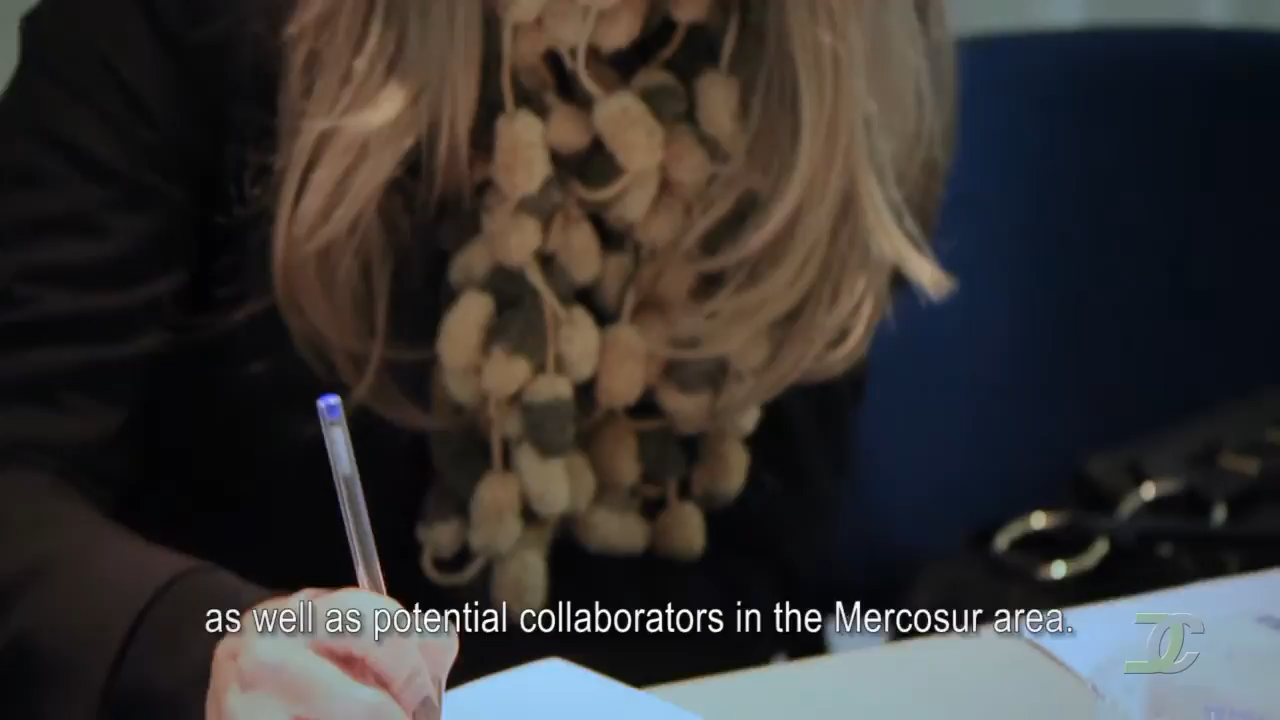 as well as potential collaborators in the Mercosur area.